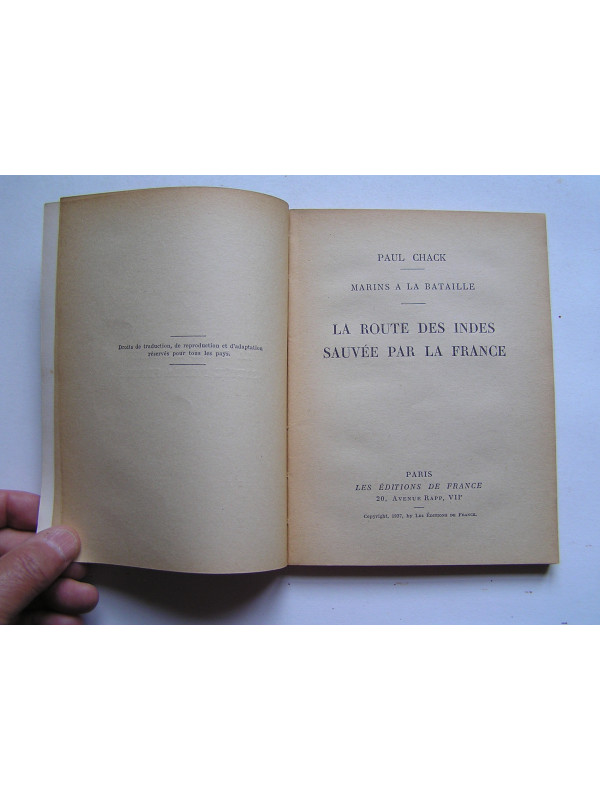 Droits de traduction, de reproduction et d'adaptation
réservés pour tous les pays.
PAUL CHACK
MARINS A LA BATAILLE
LA ROUTE DES INDES
SAUVÉE PAR LA FRANCE
PARIS
LES ÉDITIONS DE FRANCE
20, AVENUE RAPP, VIIe
Copyright, 1937, by LES ÉDITIONS DE FRANCE.